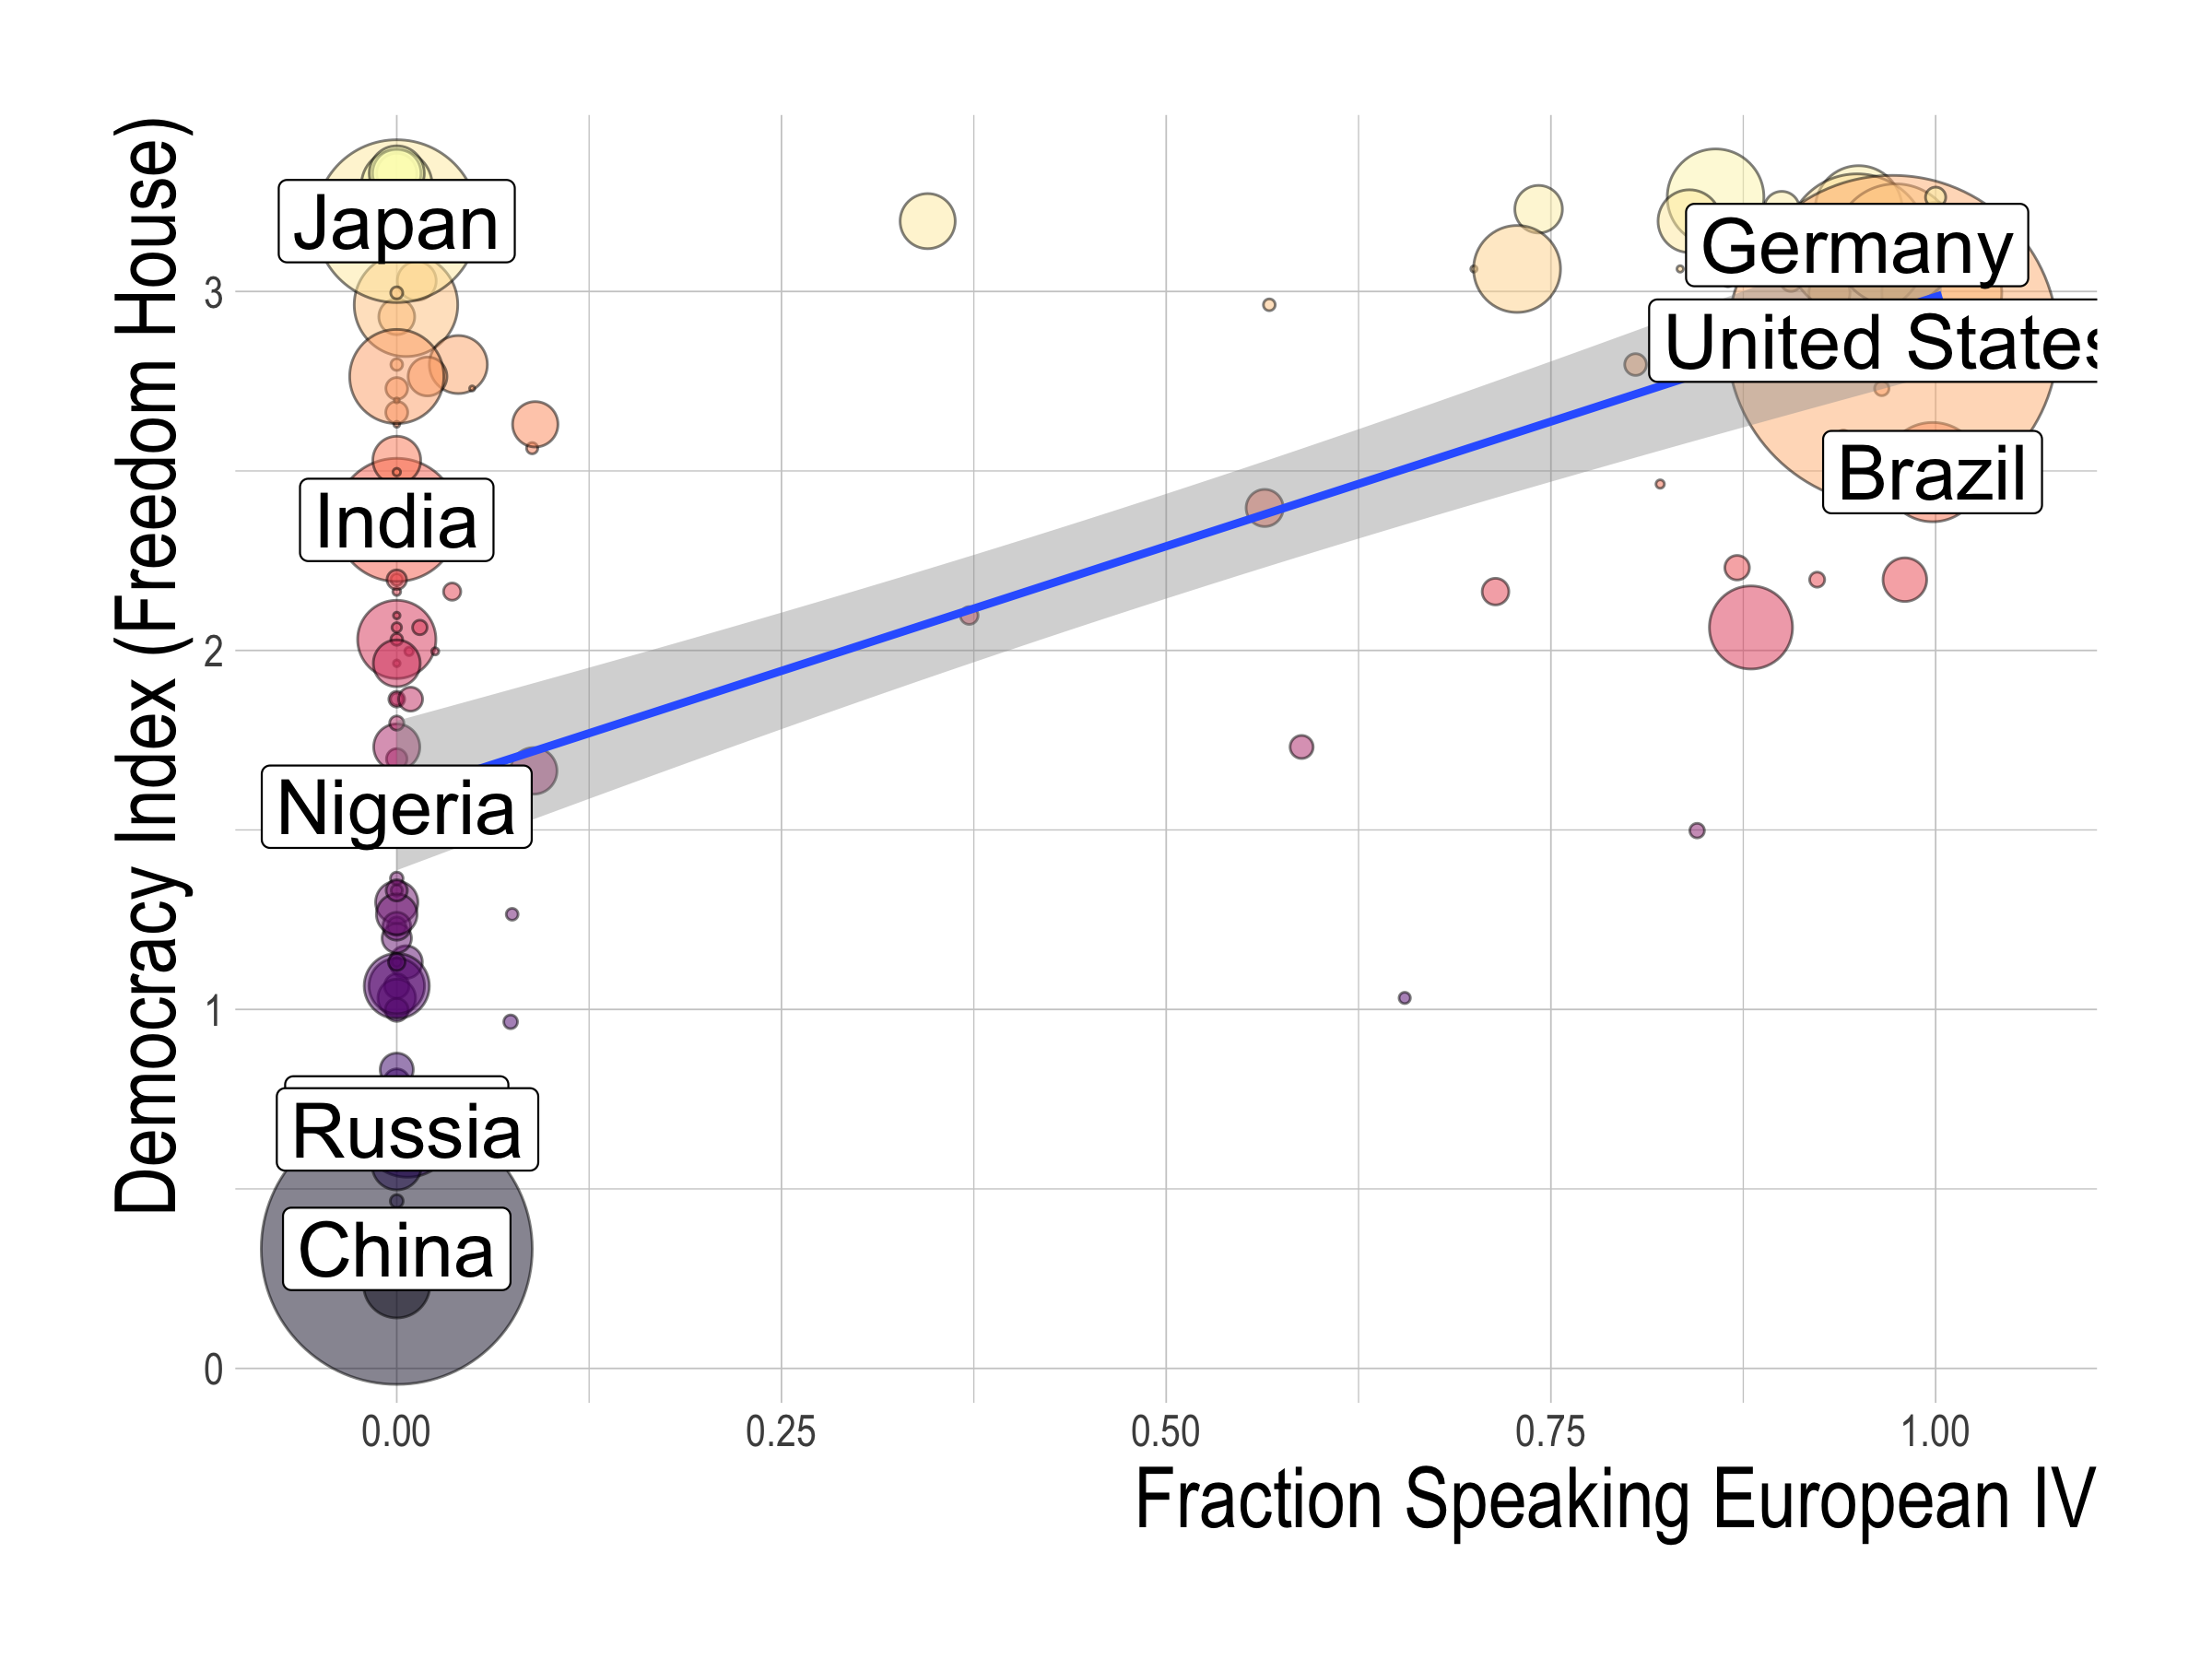 Democracy Index (Freedom House)
3
2
1
0
Japan
India
Nigeria
Russia
China
Germany
United States
Brazil
0.00
0.25
0.50
0.75
1.00
Fraction Speaking European IV